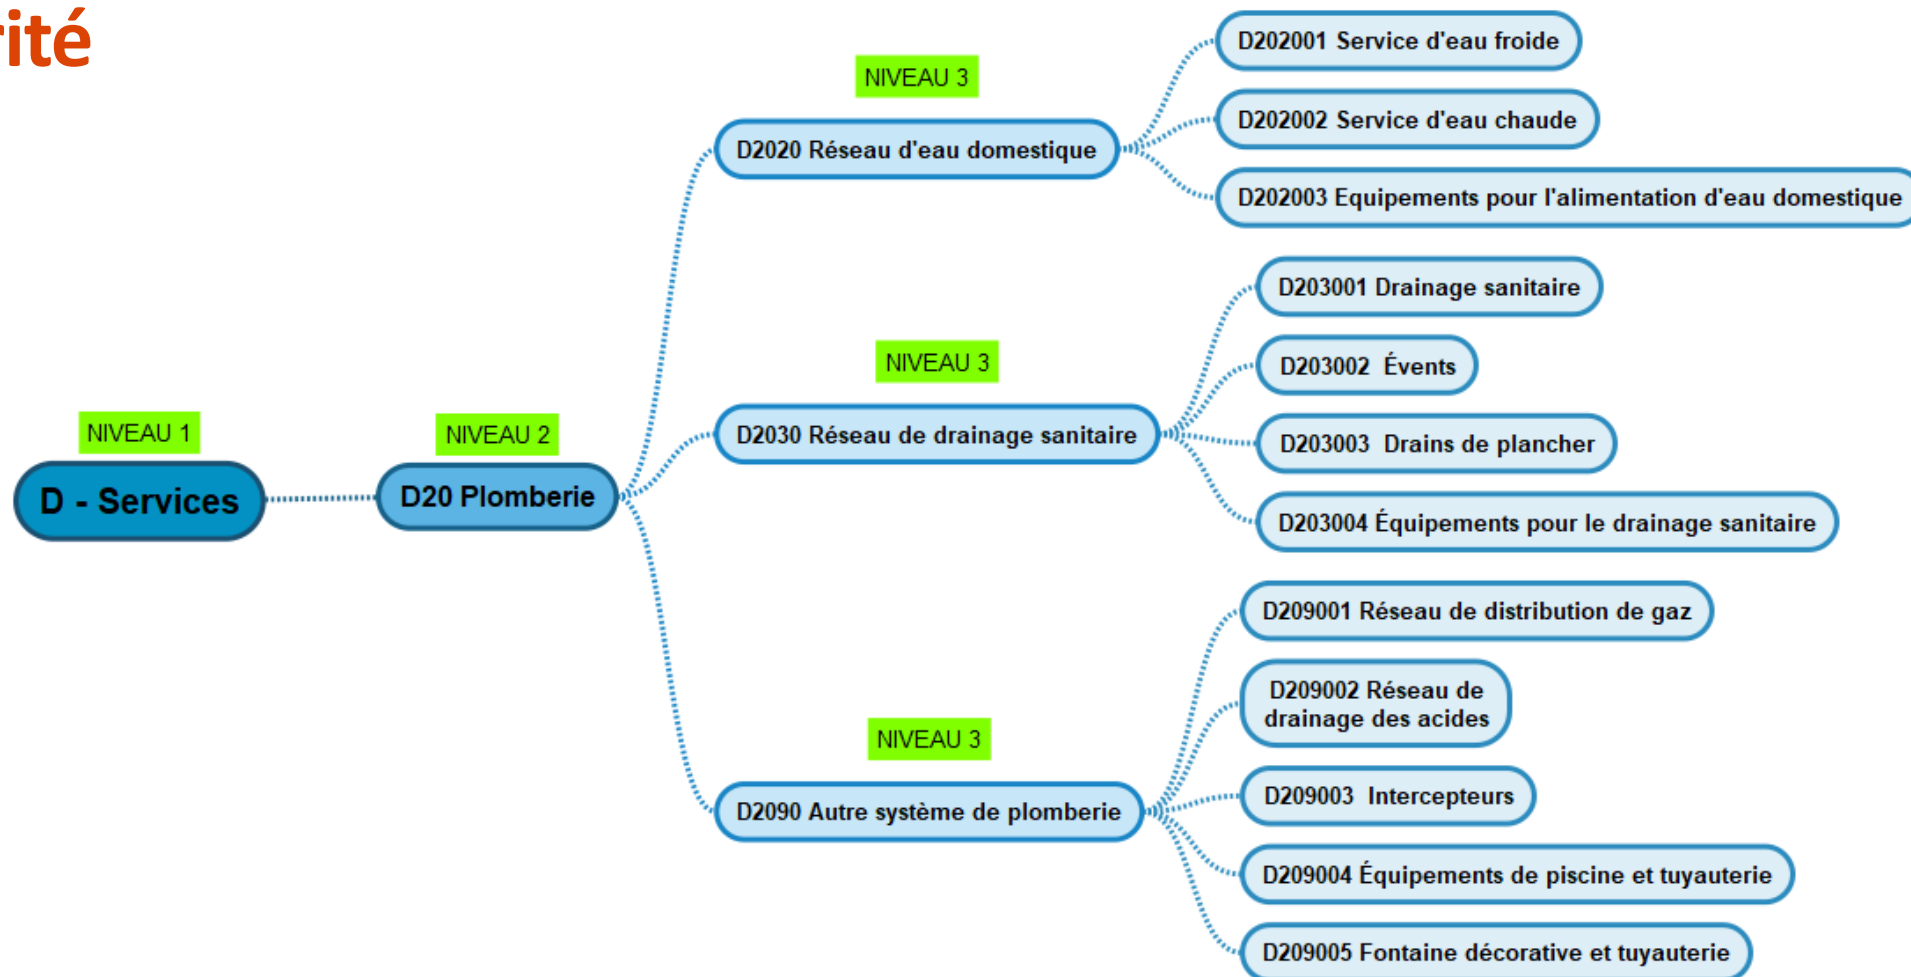 rité
NIVEAU 1
D - Services
NIVEAU 2
D20 Plomberie
NIVEAU 3
D2020 Réseau d'eau domestique
D202001 Service d'eau froide
D202002 Service d'eau chaude
D202003 Equipements pour l'alimentation d'eau domestique
NIVEAU 3
D2030 Réseau de drainage sanitaire
D203001 Drainage sanitaire
D203002 Évents
D203003 Drains de plancher
D203004 Équipements pour le drainage sanitaire
NIVEAU 3
D2090 Autre système de plomberie
D209001 Réseau de distribution de gaz
D209002 Réseau de
drainage des acides
D209003 Intercepteurs
D209004 Équipements de piscine et tuyauterie
D209005 Fontaine décorative et tuyauterie